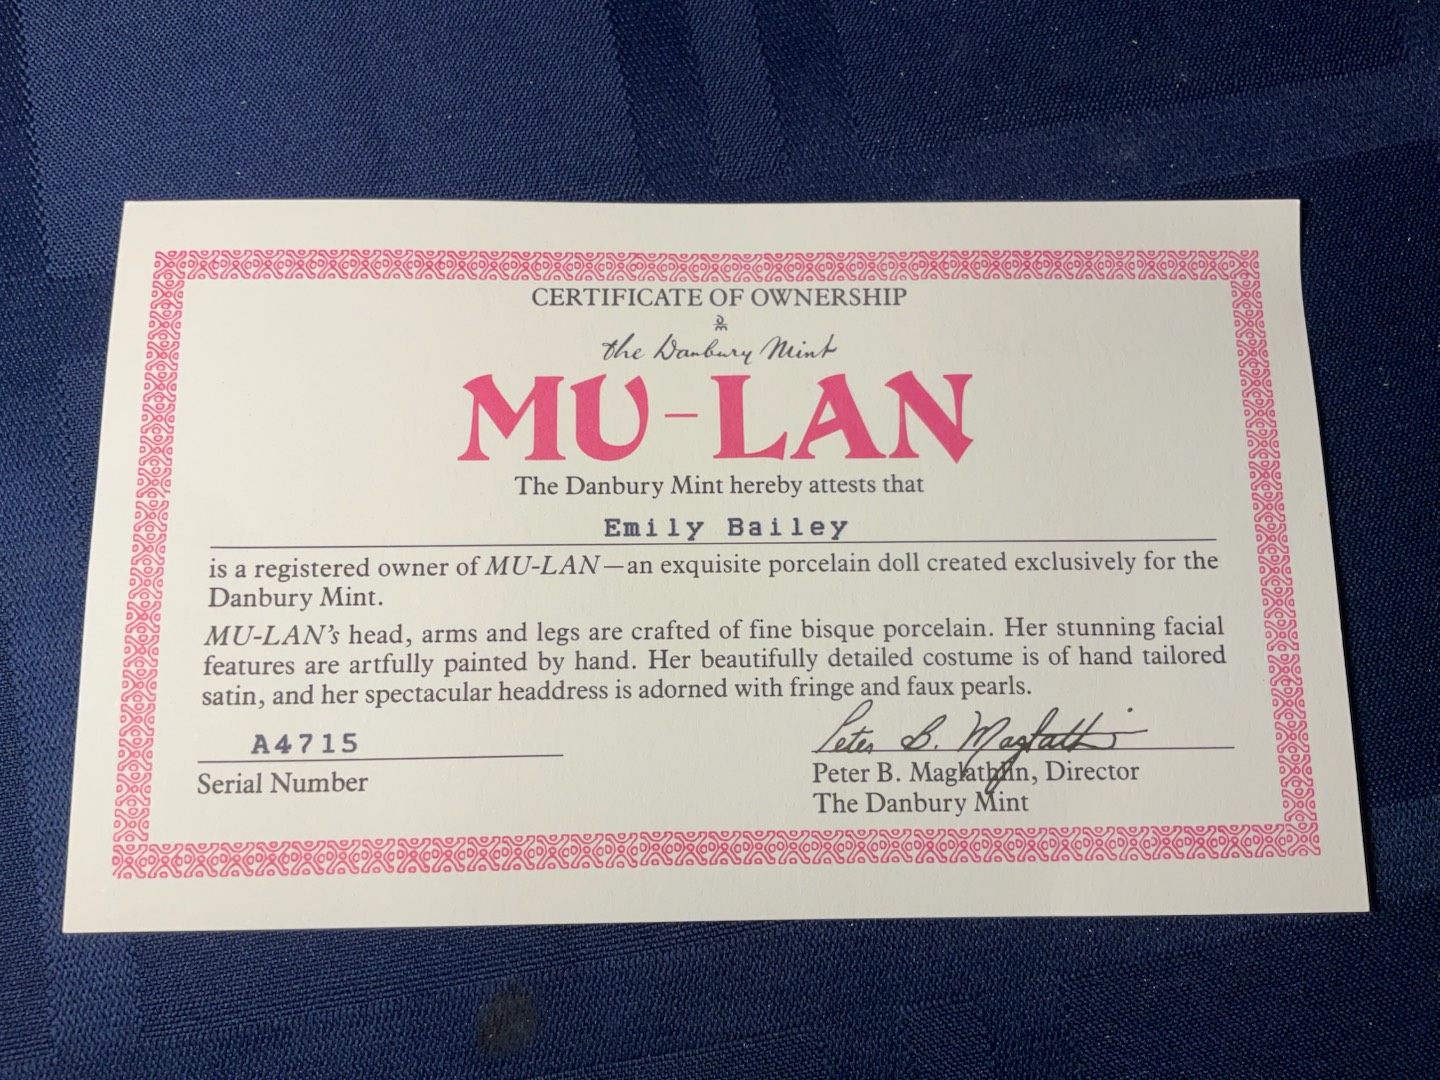 CERTIFICATE OF OWNERSHIP
DM
the Danbury Mint
MU-LAN
The Danbury Mint hereby attests that
Emily Bailey
is a registered owner of MU-LAN—an exquisite porcelain doll created exclusively for the
Danbury Mint.
MU-LAN's head, arms and legs are crafted of fine bisque porcelain. Her stunning facial
features are artfully painted by hand. Her beautifully detailed costume is of hand tailored
satin, and her spectacular headdress is adorned with fringe and faux pearls.
A4715
Serial Number
Peter B. Maglathlin
Peter B. Maglathlin, Director
The Danbury Mint